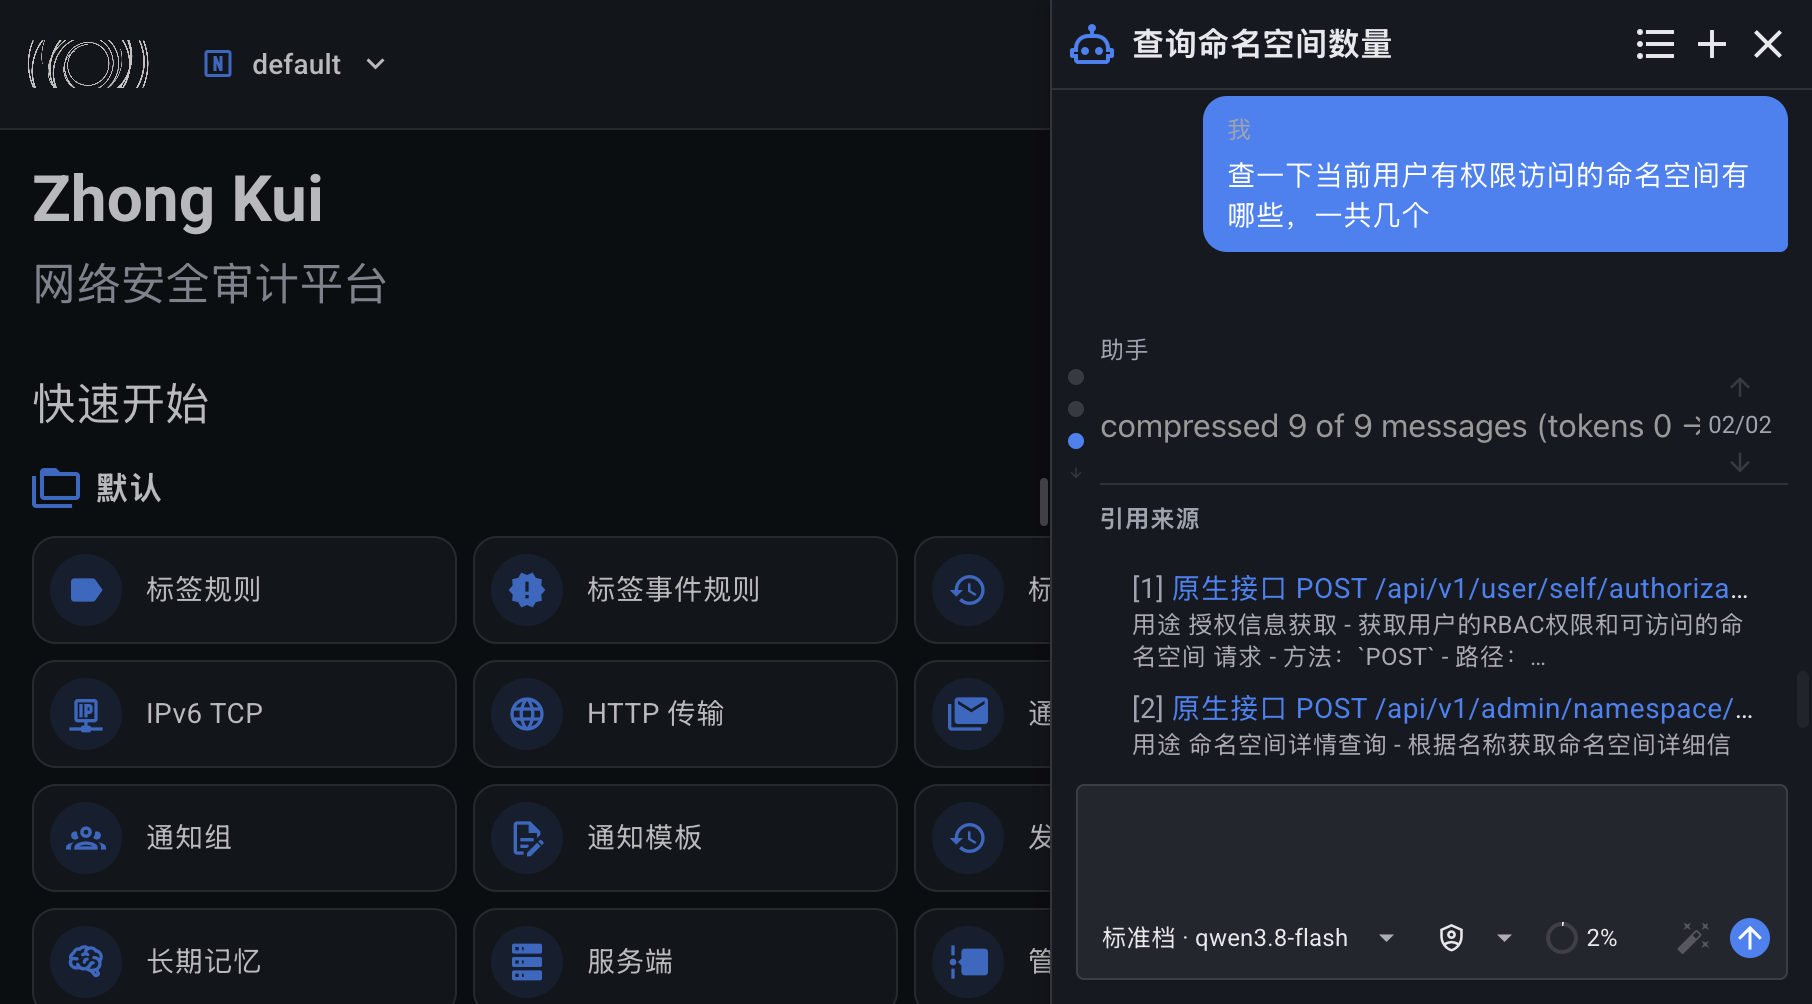 default
Zhong Kui
网络安全审计平台
快速开始
默认
标签规则
标签事件规则
标
IPv6 TCP
HTTP 传输
通
通知组
通知模板
发
长期记忆
服务端
管
查询命名空间数量
我
查一下当前用户有权限访问的命名空间有
哪些，一共几个
助手
compressed 9 of 9 messages (tokens 0 →
02/02
引用来源
[1] 原生接口 POST /api/v1/user/self/authoriza...
用途 授权信息获取 - 获取用户的RBAC权限和可访问的命
名空间 请求 - 方法：`POST` - 路径：...
[2] 原生接口 POST /api/v1/admin/namespace/...
用途 命名空间详情查询 - 根据名称获取命名空间详细信
标准档 · qwen3.8-flash
2%